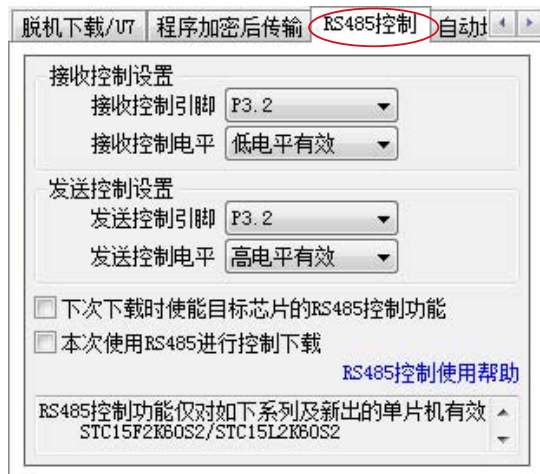 脱机下载/U7 程序加密后传输 RS485控制
接收控制设置
接收控制引脚 P3.2
接收控制电平 低电平有效
发送控制设置
发送控制引脚 P3.2
发送控制电平 高电平有效
下次下载时使能目标芯片的RS485控制功能
本次使用RS485进行控制下载
RS485控制使用帮助
RS485控制功能仅对如下系列及新出的单片机有效
STC15F2K60S2/STC15L2K60S2